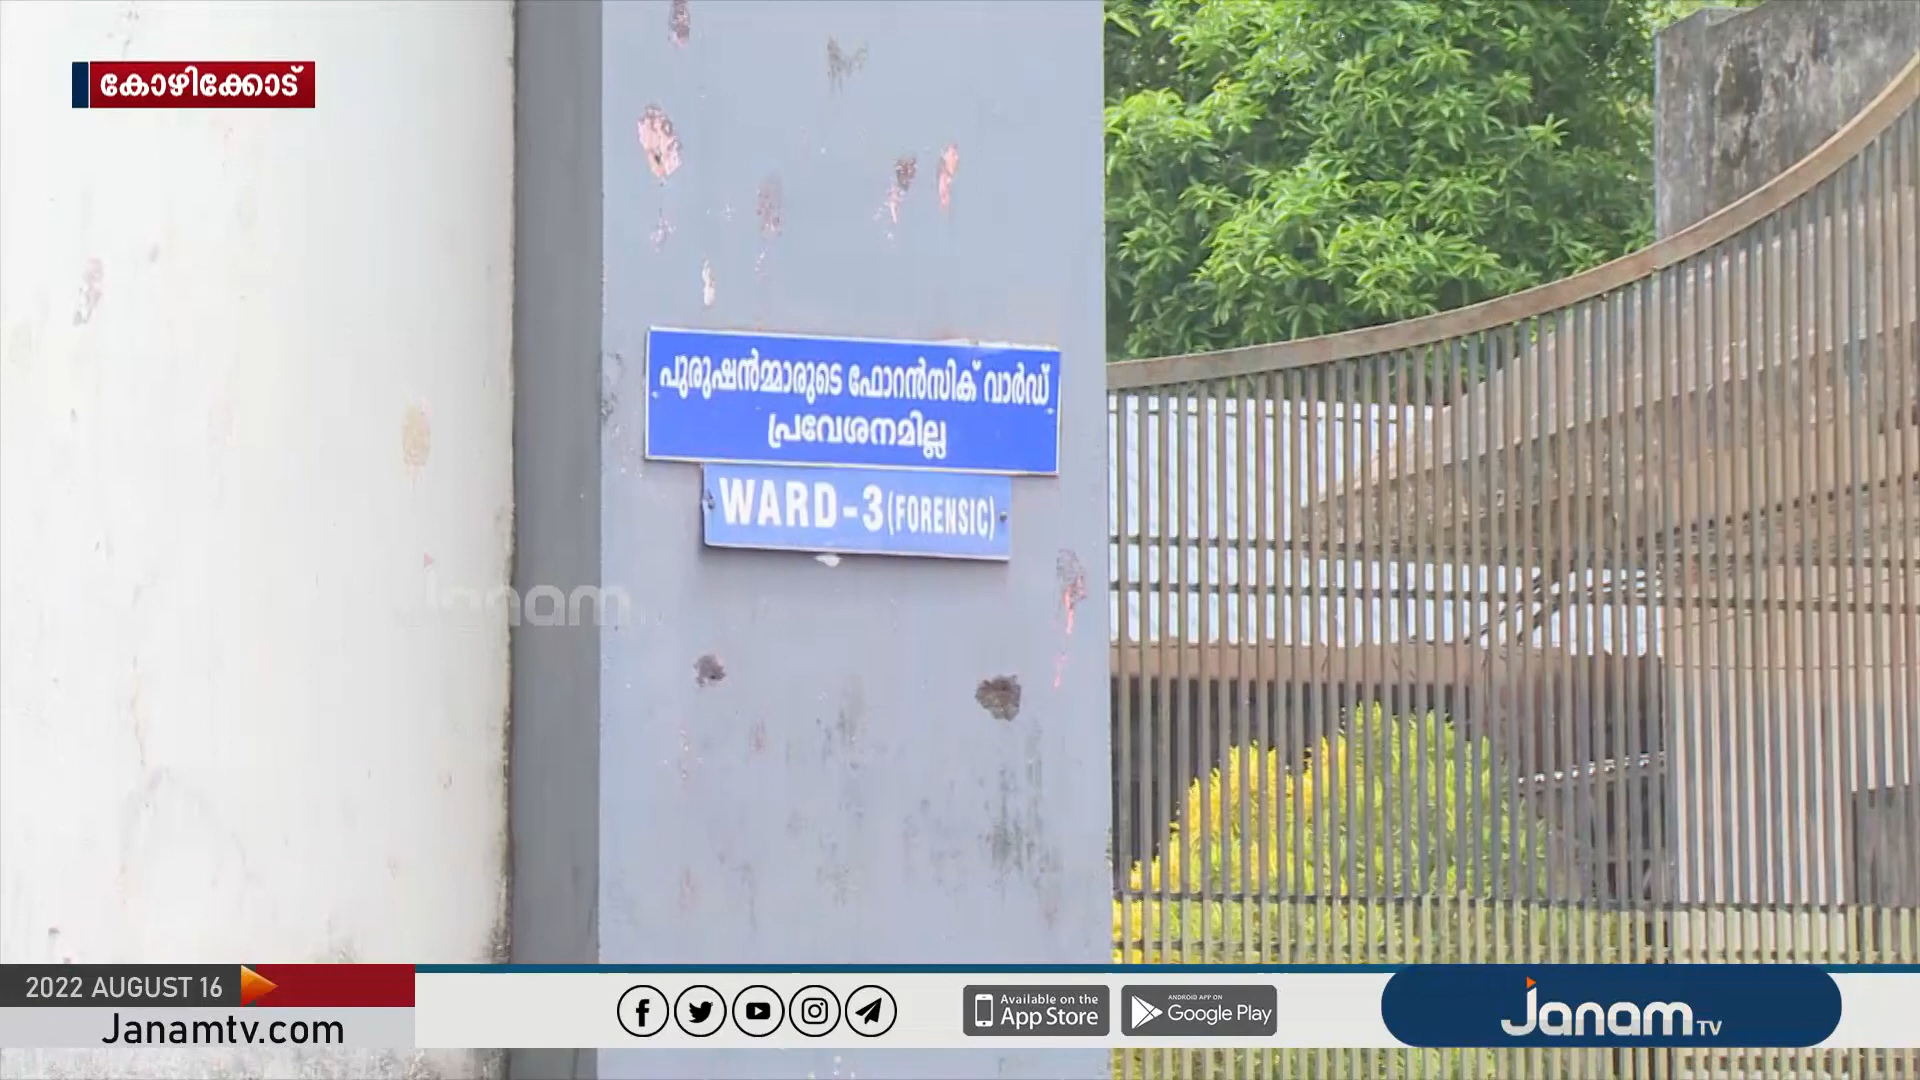 കോഴിക്കോട്
പുരുഷൻമ്മാരുടെ ഫോറൻസിക് വാർഡ്
പ്രവേശനമില്ല
WARD-3 (FORENSIC)
Janam
2022 AUGUST 16
Janamtv.com
Available on the
App Store
ANDROID APP ON
Google Play
Janam TV